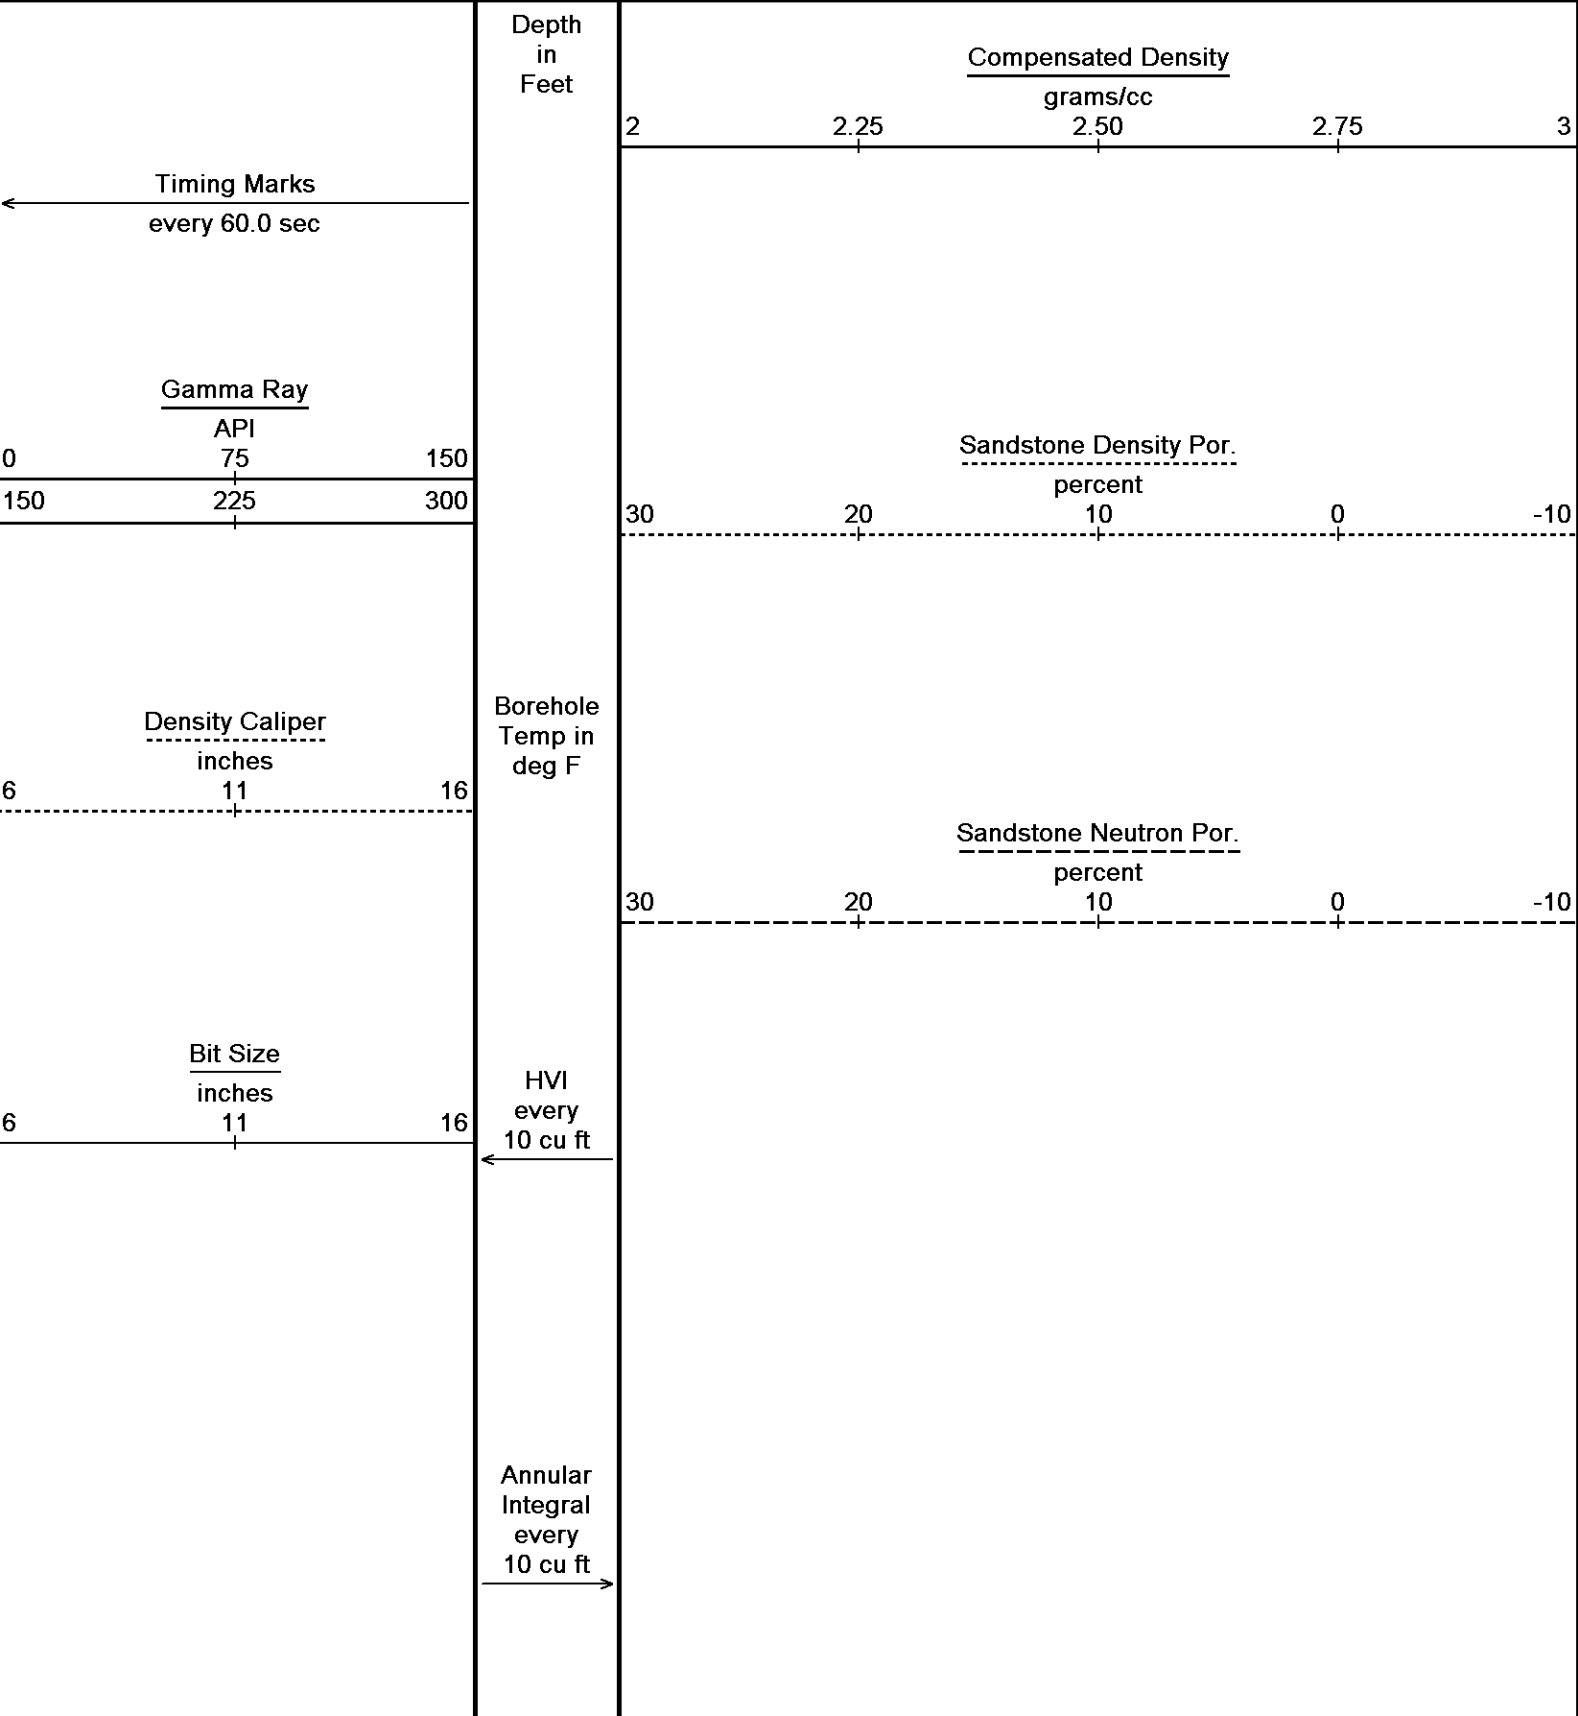 Timing Marks
every 60.0 sec
Gamma Ray
API
0 75 150
150 225 300
Density Caliper
inches
6 11 16
Bit Size
inches
6 11 16
Depth
in
Feet
Borehole
Temp in
deg F
HVI
every
10 cu ft
Annular
Integral
every
10 cu ft
Compensated Density
grams/cc
2 2.25 2.50 2.75 3
Sandstone Density Por.
percent
30 20 10 0 -10
Sandstone Neutron Por.
percent
30 20 10 0 -10